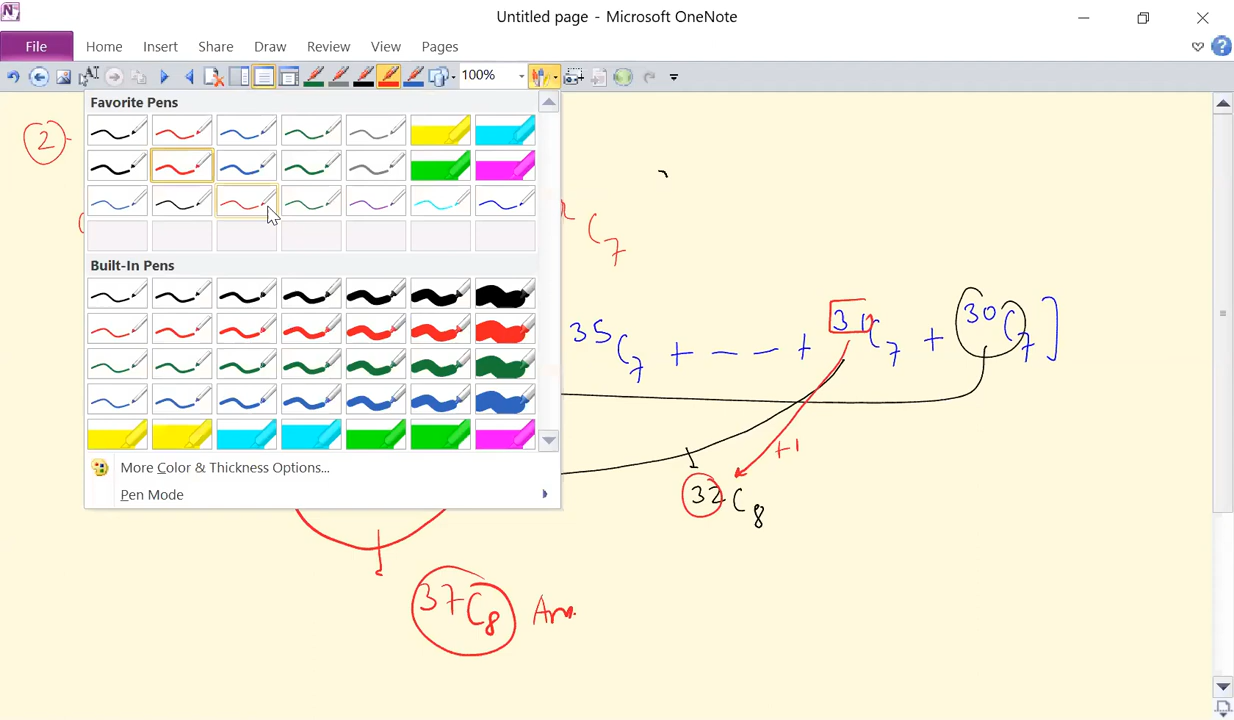 Untitled page - Microsoft OneNote
File Home Insert Share Draw Review View Pages
100%
Favorite Pens
Built-In Pens
More Color & Thickness Options...
Pen Mode
2
C7
35C7 + - - - + 31C7 + 30C7]
+1
32C8
37C8 Ans.